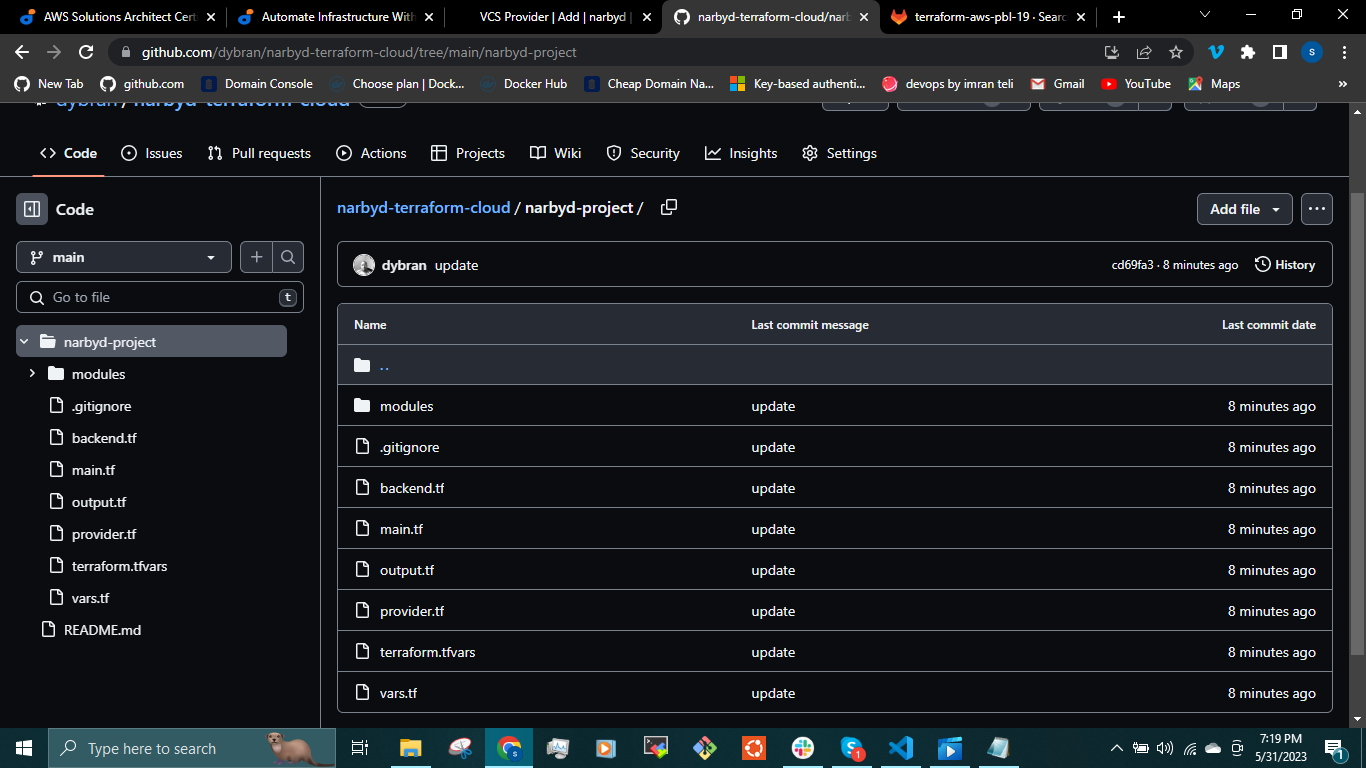 AWS Solutions Architect Cert
Automate Infrastructure With
VCS Provider | Add | narbyd |
narbyd-terraform-cloud/narb
terraform-aws-pbl-19 · Searc
github.com/dybran/narbyd-terraform-cloud/tree/main/narbyd-project
s
New Tab
github.com
Domain Console
Choose plan | Dock...
Docker Hub
Cheap Domain Na...
Key-based authenti...
devops by imran teli
Gmail
YouTube
Maps
»
dybran / narbyd-terraform-cloud
Code
Issues
Pull requests
Actions
Projects
Wiki
Security
Insights
Settings
Code
main
Go to file
t
narbyd-project
modules
.gitignore
backend.tf
main.tf
output.tf
provider.tf
terraform.tfvars
vars.tf
README.md
narbyd-terraform-cloud / narbyd-project /
Add file
dybran update
cd69fa3 · 8 minutes ago
History
Name Last commit message Last commit date
..
modules update 8 minutes ago
.gitignore update 8 minutes ago
backend.tf update 8 minutes ago
main.tf update 8 minutes ago
output.tf update 8 minutes ago
provider.tf update 8 minutes ago
terraform.tfvars update 8 minutes ago
vars.tf update 8 minutes ago
Type here to search
1
7:19 PM
5/31/2023
1